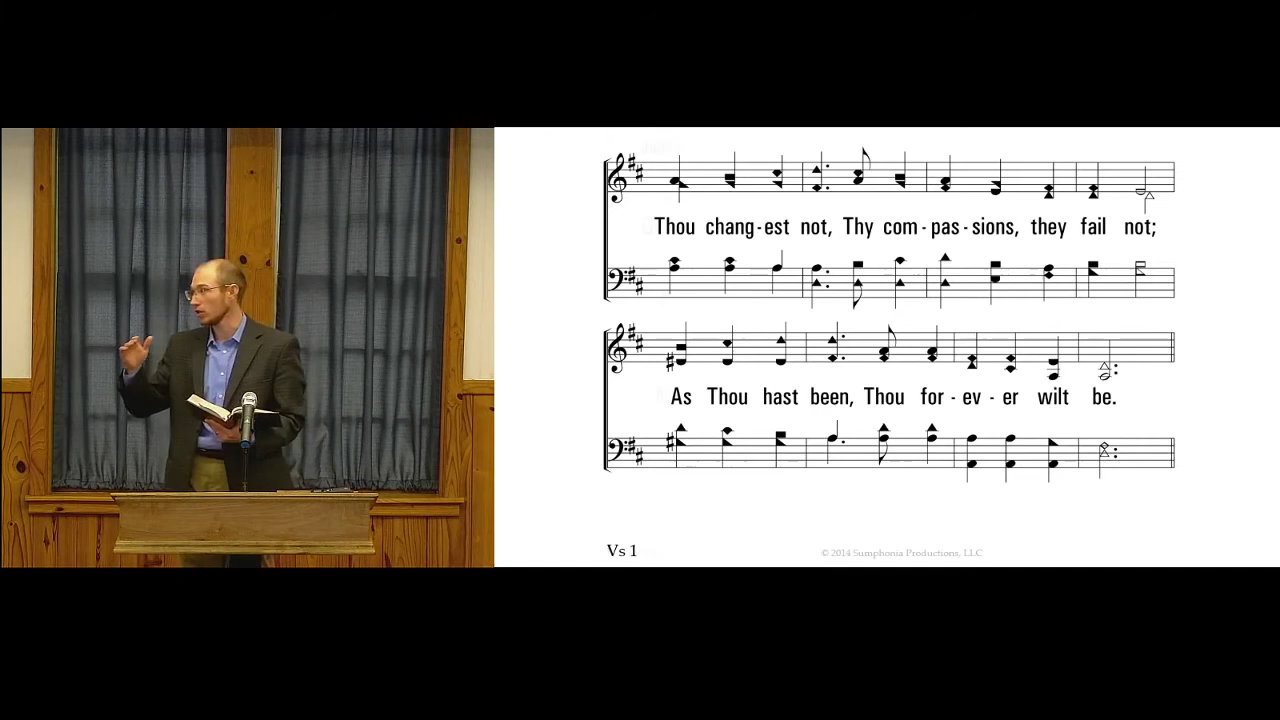 Thou chang-est not, Thy com-pas-sions, they fail not;
As Thou hast been, Thou for-ev-er wilt be.
Vs 1
© 2014 Sumphonia Productions, LLC